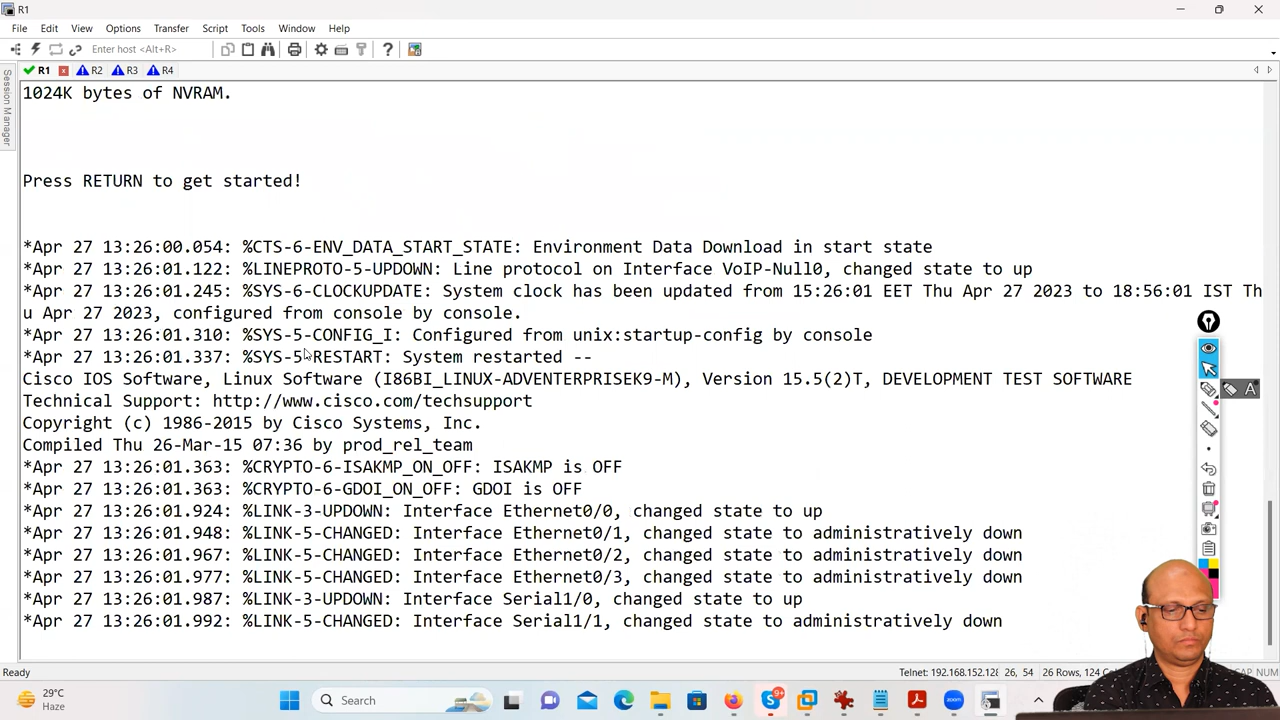 R1
File Edit View Options Transfer Script Tools Window Help
Enter host <Alt+R>
R1 R2 R3 R4
Session Manager
1024K bytes of NVRAM.
Press RETURN to get started!
*Apr 27 13:26:00.054: %CTS-6-ENV_DATA_START_STATE: Environment Data Download in start state
*Apr 27 13:26:01.122: %LINEPROTO-5-UPDOWN: Line protocol on Interface VoIP-Null0, changed state to up
*Apr 27 13:26:01.245: %SYS-6-CLOCKUPDATE: System clock has been updated from 15:26:01 EET Thu Apr 27 2023 to 18:56:01 IST Th
u Apr 27 2023, configured from console by console.
*Apr 27 13:26:01.310: %SYS-5-CONFIG_I: Configured from unix:startup-config by console
*Apr 27 13:26:01.337: %SYS-5-RESTART: System restarted --
Cisco IOS Software, Linux Software (I86BI_LINUX-ADVENTERPRISEK9-M), Version 15.5(2)T, DEVELOPMENT TEST SOFTWARE
Technical Support: http://www.cisco.com/techsupport
Copyright (c) 1986-2015 by Cisco Systems, Inc.
Compiled Thu 26-Mar-15 07:36 by prod_rel_team
*Apr 27 13:26:01.363: %CRYPTO-6-ISAKMP_ON_OFF: ISAKMP is OFF
*Apr 27 13:26:01.363: %CRYPTO-6-GDOI_ON_OFF: GDOI is OFF
*Apr 27 13:26:01.924: %LINK-3-UPDOWN: Interface Ethernet0/0, changed state to up
*Apr 27 13:26:01.948: %LINK-5-CHANGED: Interface Ethernet0/1, changed state to administratively down
*Apr 27 13:26:01.967: %LINK-5-CHANGED: Interface Ethernet0/2, changed state to administratively down
*Apr 27 13:26:01.977: %LINK-5-CHANGED: Interface Ethernet0/3, changed state to administratively down
*Apr 27 13:26:01.987: %LINK-3-UPDOWN: Interface Serial1/0, changed state to up
*Apr 27 13:26:01.992: %LINK-5-CHANGED: Interface Serial1/1, changed state to administratively down
A
Ready Telnet: 192.168.152.128 26, 54 26 Rows, 124 NUM
29°C
Haze
Search
9+
zoom